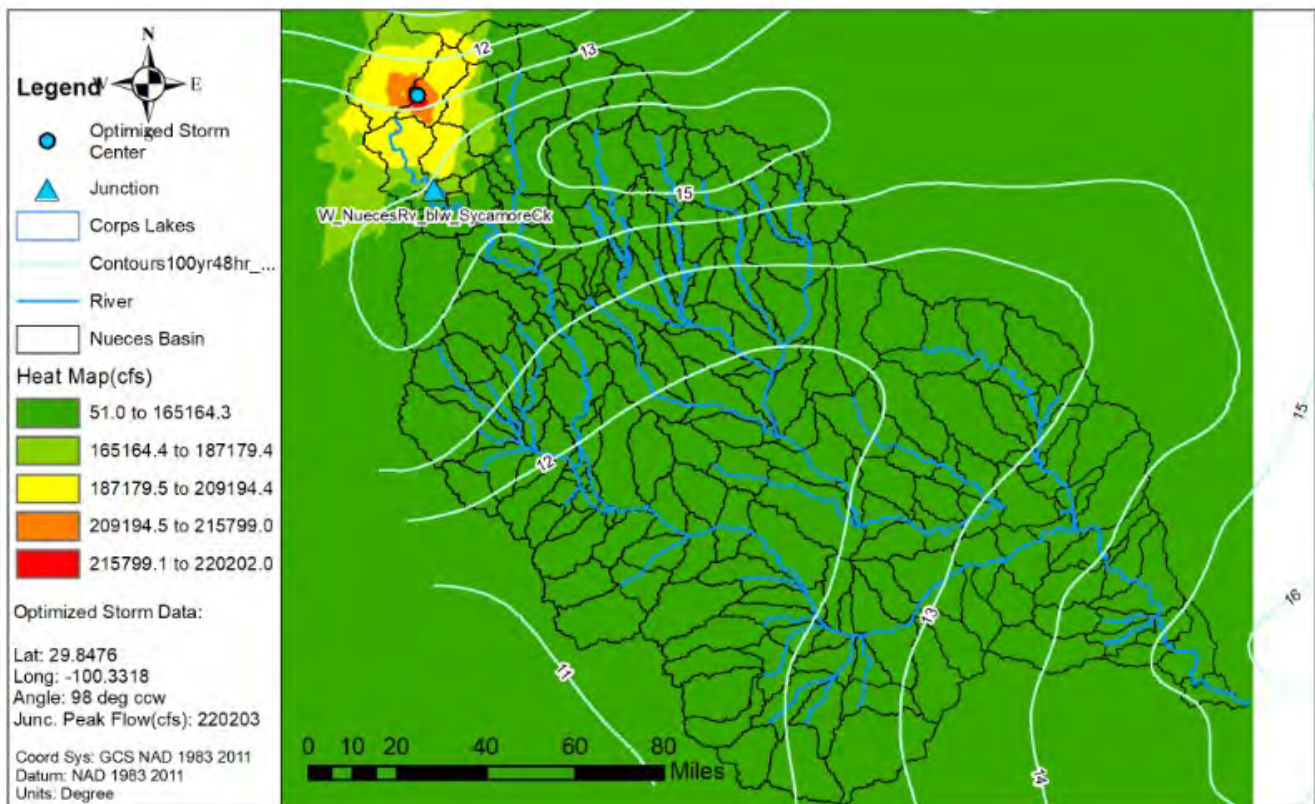 N
W
E
S
Legend
Optimized Storm
Center
Junction
Corps Lakes
Contours100yr48hr_...
River
Nueces Basin
Heat Map(cfs)
51.0 to 165164.3
165164.4 to 187179.4
187179.5 to 209194.4
209194.5 to 215799.0
215799.1 to 220202.0
Optimized Storm Data:
Lat: 29.8476
Long: -100.3318
Angle: 98 deg ccw
Junc. Peak Flow(cfs): 220203
Coord Sys: GCS NAD 1983 2011
Datum: NAD 1983 2011
Units: Degree
12
13
15
W_NuecesRv_blw_SycamoreCk
15
12
16
13
11
14
0 10 20 40 60 80
Miles